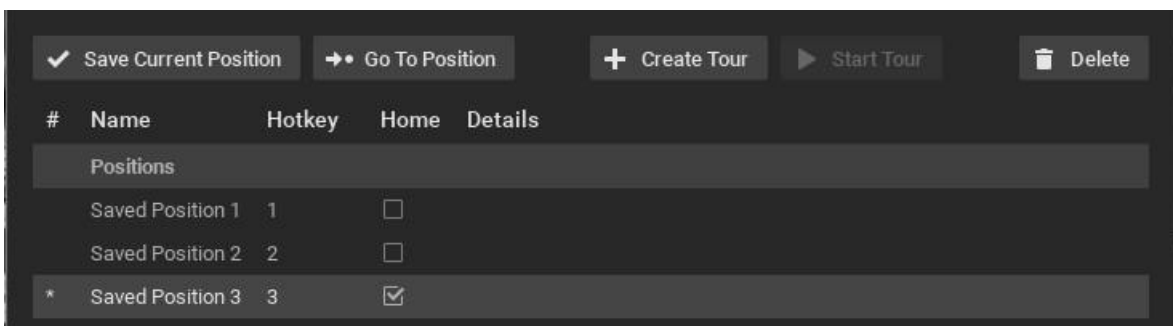 Save Current Position Go To Position Create Tour Start Tour Delete
# Name Hotkey Home Details
Positions
Saved Position 1 1
Saved Position 2 2
* Saved Position 3 3